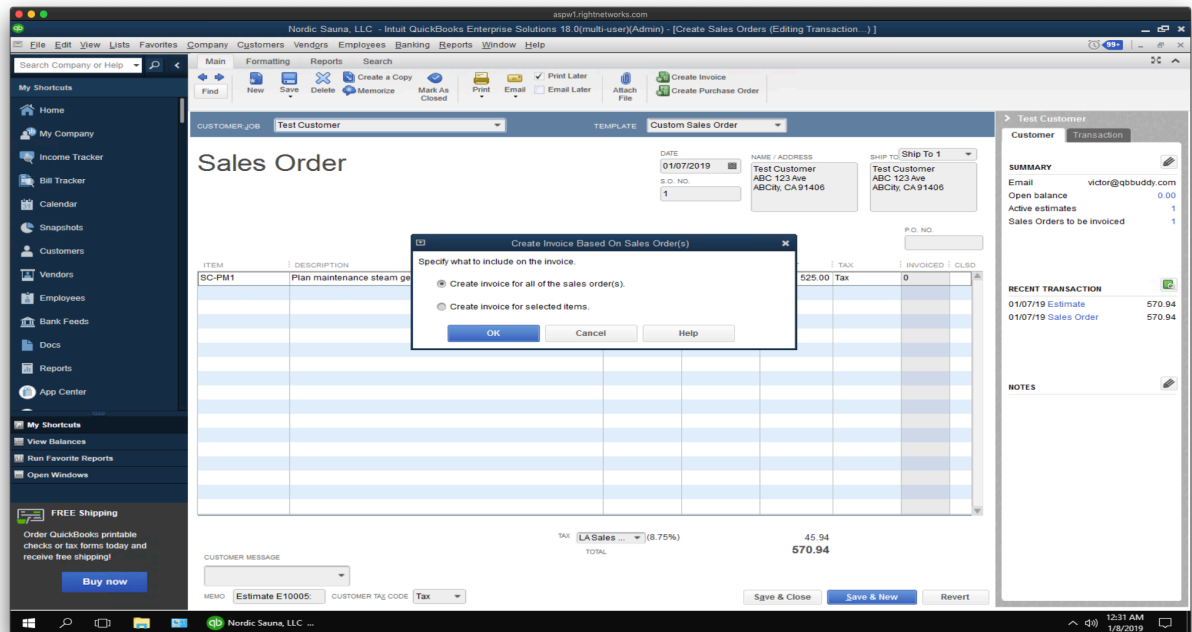 aspw1.rightnetworks.com
Nordic Sauna, LLC - Intuit QuickBooks Enterprise Solutions 18.0(multi-user)(Admin) - [Create Sales Orders (Editing Transaction...) ]
File Edit View Lists Favorites Company Customers Vendors Employees Banking Reports Window Help
99+
Search Company or Help
Main Formatting Reports Search
My Shortcuts
Home
My Company
Income Tracker
Bill Tracker
Calendar
Snapshots
Customers
Vendors
Employees
Bank Feeds
Docs
Reports
App Center
My Shortcuts
View Balances
Run Favorite Reports
Open Windows
FREE Shipping
Order QuickBooks printable
checks or tax forms today and
receive free shipping!
Buy now
Find
New
Save
Delete
Create a Copy
Memorize
Mark As
Closed
Print
Email
Print Later
Email Later
Attach
File
Create Invoice
Create Purchase Order
CUSTOMER:JOB Test Customer TEMPLATE Custom Sales Order
Sales Order
DATE
01/07/2019
S.O. NO.
1
NAME / ADDRESS
Test Customer
ABC 123 Ave
ABCity, CA 91406
SHIP TO Ship To 1
Test Customer
ABC 123 Ave
ABCity, CA 91406
P.O. NO.
ITEM DESCRIPTION TAX INVOICED CLSD
SC-PM1 Plan maintenance steam ge 525.00 Tax 0
Create Invoice Based On Sales Order(s)
Specify what to include on the invoice.
Create invoice for all of the sales order(s).
Create invoice for selected items.
OK Cancel Help
TAX LA Sales ... (8.75%) 45.94
TOTAL 570.94
CUSTOMER MESSAGE
MEMO Estimate E10005: CUSTOMER TAX CODE Tax
Save & Close Save & New Revert
Test Customer
Customer Transaction
SUMMARY
Email victor@qbbuddy.com
Open balance 0.00
Active estimates 1
Sales Orders to be invoiced 1
RECENT TRANSACTION
01/07/19 Estimate 570.94
01/07/19 Sales Order 570.94
NOTES
qb Nordic Sauna, LLC ...
12:31 AM
1/8/2019